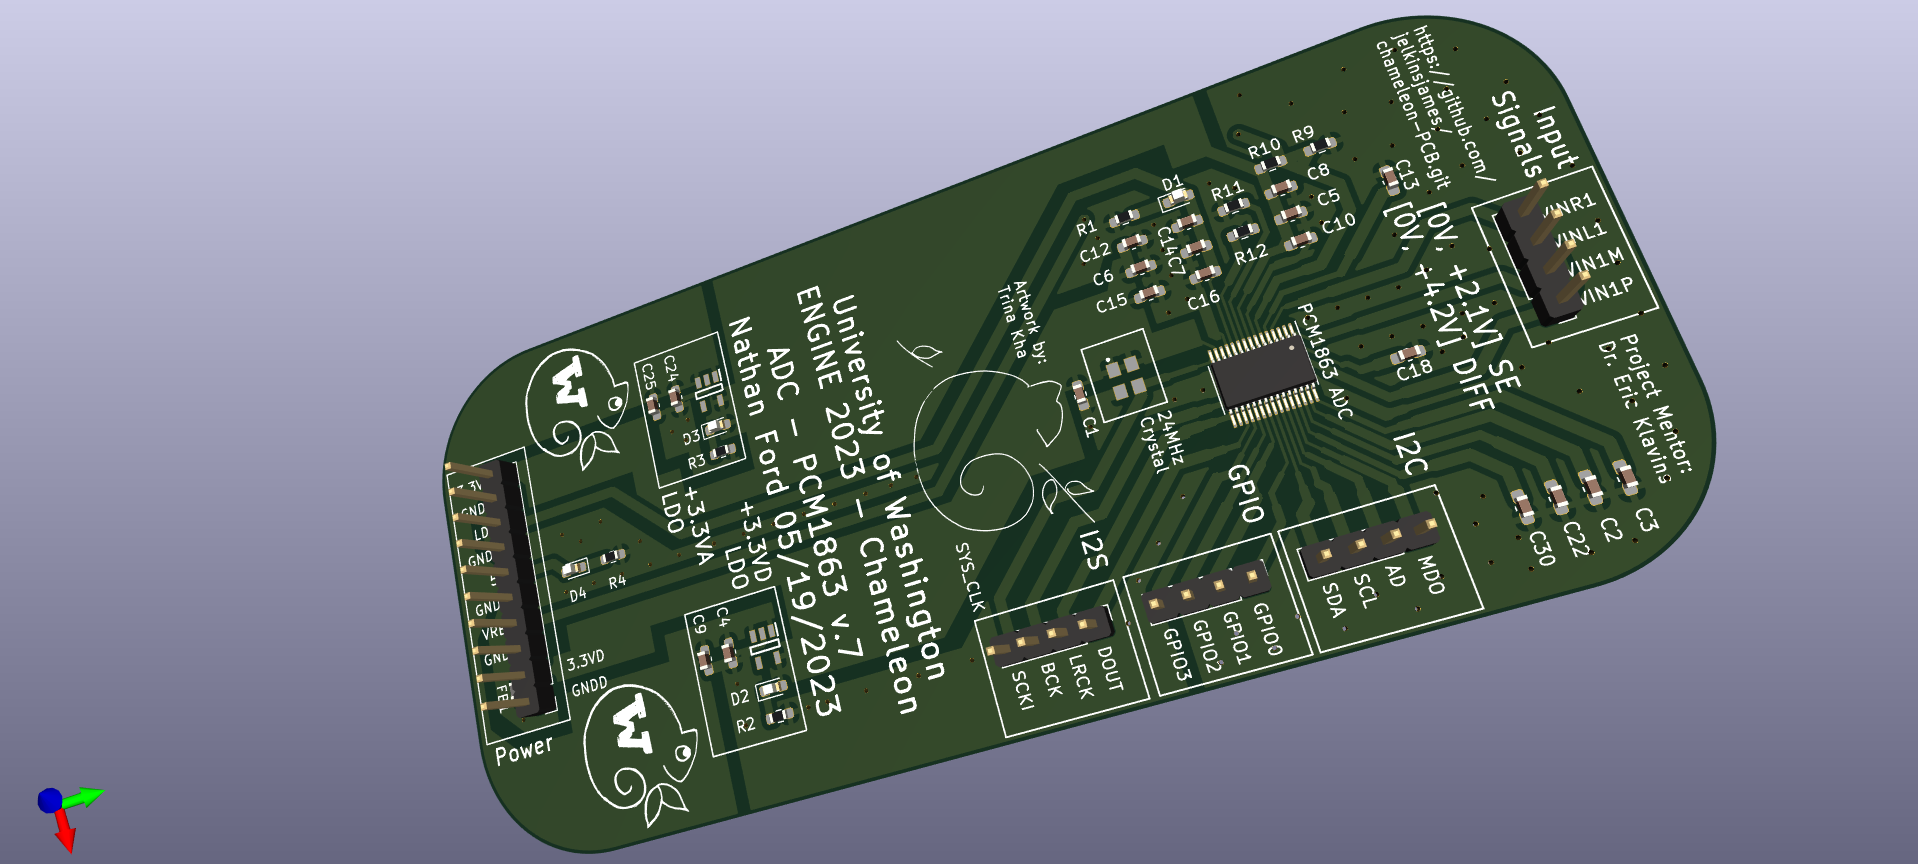 https://github.com/
jelkinsjames/
chameleon-PCB.git
Input
Signals
VINR1
VINL1
VIN1M
VIN1P
[0V, +2.1V] SE
[0V, +4.2V] DIFF
Project Mentor:
Dr. Eric Klavins
R9
R10
C8
C5
C10
C13
D1
R11
R12
R1
C12
C6
C15
C14
C7
C16
PCM1863 ADC
C18
Artwork by:
Trina Kha
C1
24MHz
Crystal
I2C
GPIO
I2S
C3
C2
C22
C30
SDA
SCL
AD
MDO
GPIO3
GPIO2
GPIO1
GPIO0
SYS_CLK
SCKI
BCK
LRCK
DOUT
University of Washington
ENGINE 2023 - Chameleon
ADC - PCM1863 v.7
Nathan Ford 05/19/2023
W
C25
C24
D3
R3
+3.3VA
LDO
+3.3VD
LDO
GND
LD
GND
GND
GND
D4
R4
3.3VD
GNDD
C9
C4
D2
R2
Power
W